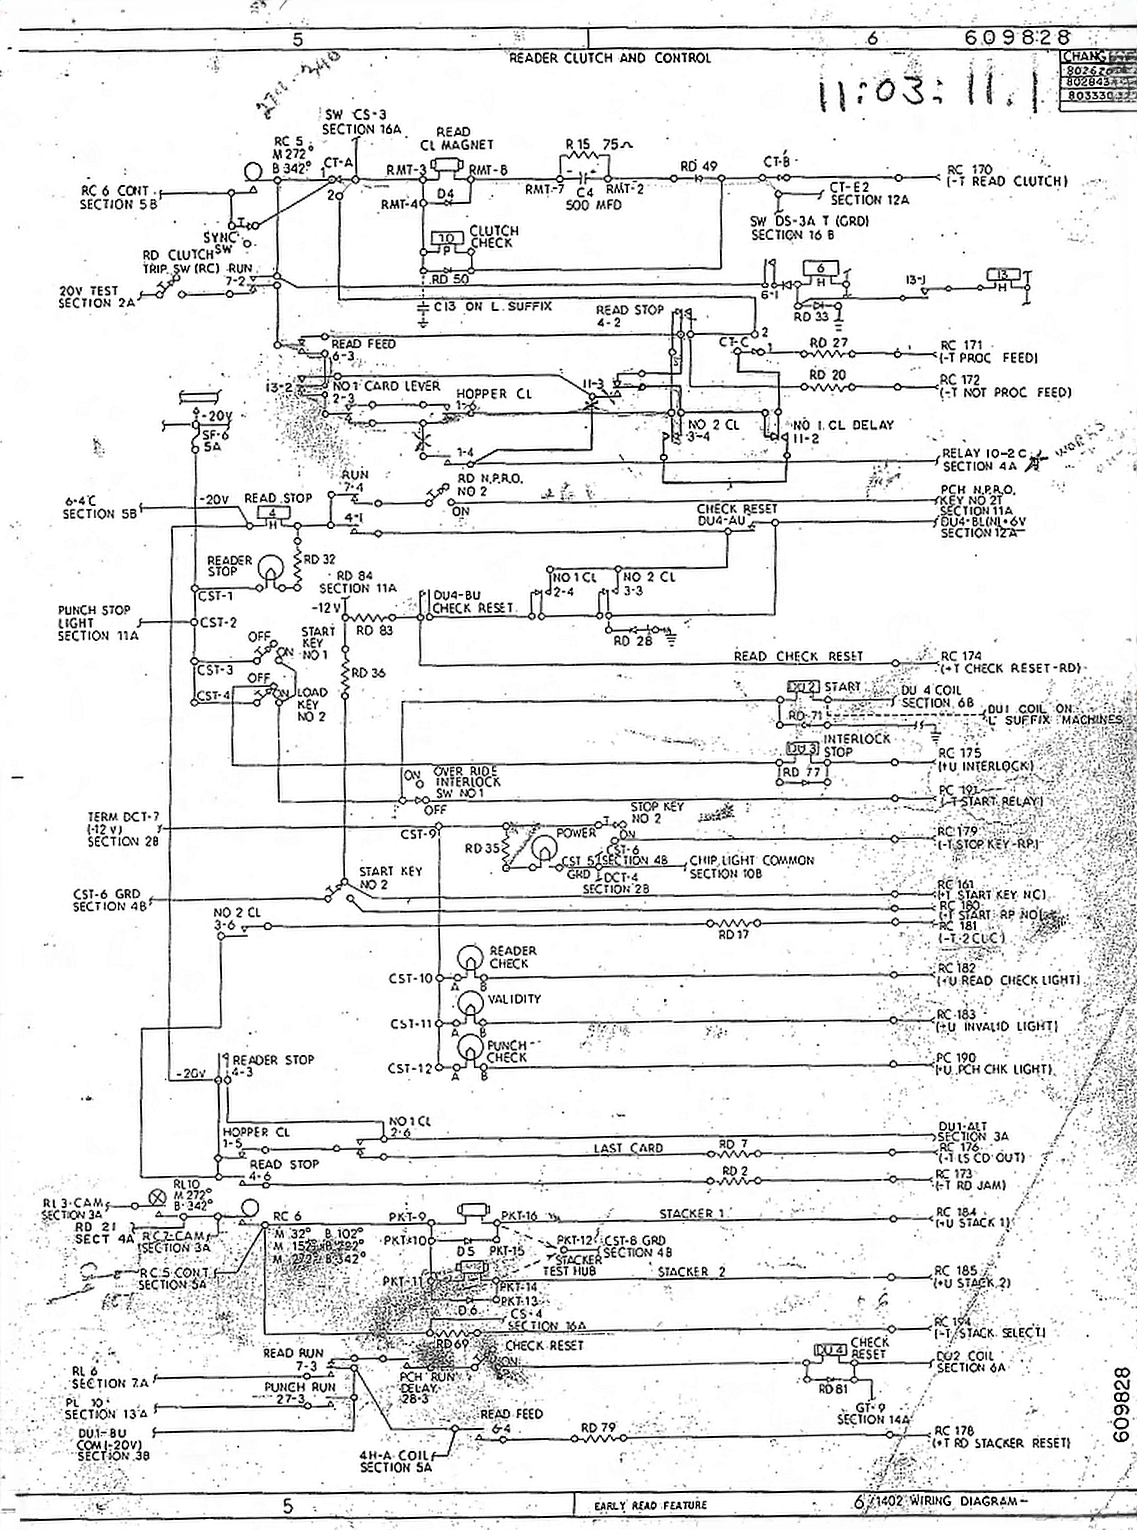 5
6
609828
READER CLUTCH AND CONTROL
CHANG
802843
803330
11:03:11.1
SW CS-3
SECTION 16A
RC 5
M 272°
B 342°
CT-A
READ
CL MAGNET
R 15 75
RMT-3
RMT-8
RMT-7
C4
RMT-2
500 MFD
RD 49
CT-B
RC 170
(-T READ CLUTCH)
RC 6 CONT
SECTION 5B
1
2
D4
RMT-4
CT-E2
SECTION 12A
SW DS-3A T (GRD)
SECTION 16 B
SYNC
SW
10
P
CLUTCH
CHECK
RD CLUTCH
TRIP SW (RC)
RUN
7-2
RD 50
20V TEST
SECTION 2A
C13 ON L SUFFIX
6-1
6
H
RD 33
13-1
13
H
READ STOP
4-2
READ FEED
6-3
2
CT-C
1
RD 27
RC 171
(-T PROC FEED)
RD 20
RC 172
(-T NOT PROC FEED)
13-2
NO 1 CARD LEVER
2-3
HOPPER CL
1-6
11-3
NO 2 CL
3-4
NO 1 CL DELAY
11-2
-20V
SF-6
5A
1-4
RELAY 10-2 C
SECTION 4A
WORKS
6-4 C
SECTION 5B
-20V
READ STOP
4
H
RUN
7-4
4-1
RD N.P.R.O.
NO 2
ON
PCH N.P.R.O.
KEY NO 2T
SECTION 11A
CHECK RESET
DU4-AU
DU4-BL(N)+6V
SECTION 12A
READER
STOP
RD 32
CST-1
PUNCH STOP
LIGHT
SECTION 11A
CST-2
RD 84
SECTION 11A
-12 V
RD 83
DU4-BU
CHECK RESET
NO 1 CL
2-4
NO 2 CL
3-3
RD 28
OFF
ON
START
KEY
NO 1
CST-3
OFF
ON
CST-4
LOAD
KEY
NO 2
RD 36
READ CHECK RESET
RC 174
(+T CHECK RESET-RD)
DU 2
START
RD 71
DU 4 COIL
SECTION 6B
DU1 COIL ON
"L" SUFFIX MACHINES
DU 3
INTERLOCK
STOP
RD 77
RC 175
(+U INTERLOCK)
ON
OVER RIDE
INTERLOCK
SW NO 1
OFF
RC 191
(-T START RELAY)
TERM DCT-7
(-12 V)
SECTION 2B
CST-9
RD 35
POWER
STOP KEY
NO 2
T
ON
RC 179
(-T STOP KEY-RP)
CST 5
GRD
CST-6
SECTION 4B
DCT-4
SECTION 2B
CHIP LIGHT COMMON
SECTION 10B
CST-6 GRD
SECTION 4B
START KEY
NO 2
RC 161
(+T START KEY NC)
RC 180
(-T START RP NO)
NO 2 CL
3-6
RD 17
RC 181
(-T 2 CLC)
CST-10
READER
CHECK
A B
RC 182
(+U READ CHECK LIGHT)
CST-11
VALIDITY
A B
RC 183
(+U INVALID LIGHT)
CST-12
PUNCH
CHECK
A B
RC 190
(+U PCH CHK LIGHT)
-20V
READER STOP
4-3
HOPPER CL
1-5
NO 1 CL
2-6
DU1-ALT
SECTION 3A
LAST CARD
RD 7
RC 176
(-T LS CD OUT)
READ STOP
4-6
RD 2
RC 173
(-T RD JAM)
RL 3-CAM
SECTION 3A
RL10
M 272°
B 342°
RD 21
SECT 4A
RC7-CAM
SECTION 3A
RC 5 CONT
SECTION 5A
RC 6
M 32° B 102°
M 152° B 222°
M 272° B 342°
PKT-9
PKT-16
STACKER 1
RC 184
(+U STACK 1)
PKT-10
D5
PKT-15
PKT-12
CST-8 GRD
SECTION 4B
STACKER
TEST HUB
PKT-11
PKT-14
STACKER 2
RC 185
(+U STACK 2)
D6
PKT-13
CS-4
SECTION 16A
RD 69
RC 194
(-T STACK SELECT)
READ RUN
7-3
CHECK RESET
ON
DU 4
CHECK
RESET
RD 81
DU2 COIL
SECTION 6A
RL 6
SECTION 7A
PUNCH RUN
27-3
PCH RUN
DELAY
28-3
GT-9
SECTION 14A
PL 10
SECTION 13A
DU1-BU
COM (-20V)
SECTION 3B
READ FEED
6-4
RD 79
RC 178
(+T RD STACKER RESET)
4H-A COIL
SECTION 5A
609828
5
EARLY READ FEATURE
6
1402 WIRING DIAGRAM-